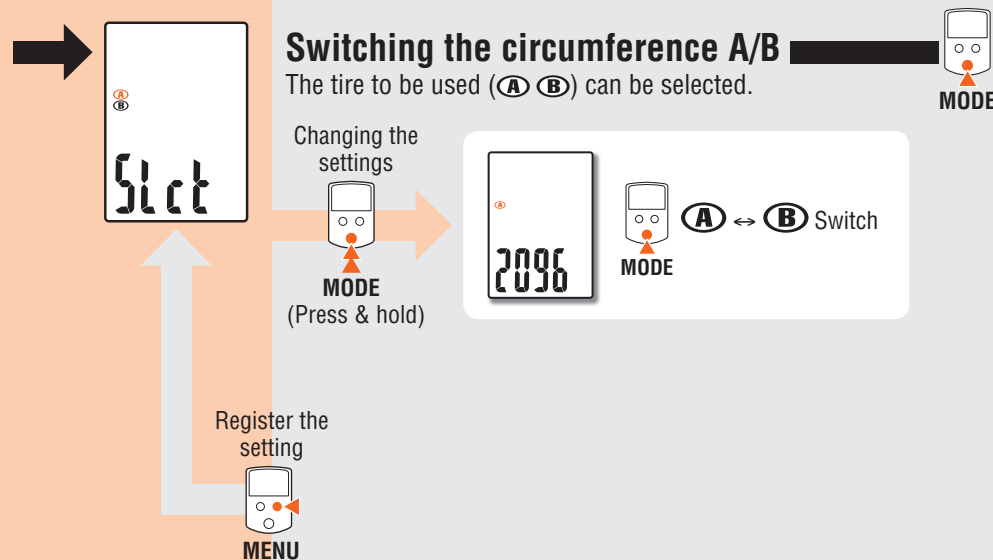 Switching the circumference A/B
The tire to be used (Ⓐ Ⓑ) can be selected.
MODE
Ⓐ
Ⓑ
Slct
Changing the
settings
MODE
(Press & hold)
Ⓐ
2096
MODE
Ⓐ ↔ Ⓑ Switch
Register the
setting
MENU